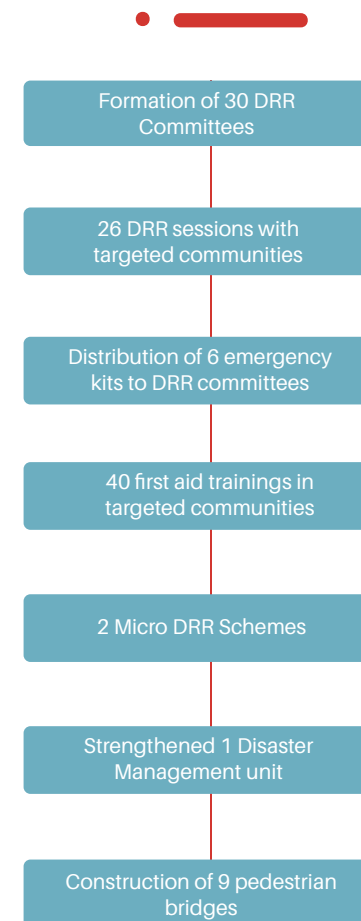 Formation of 30 DRR
Committees
26 DRR sessions with
targeted communities
Distribution of 6 emergency
kits to DRR committees
40 first aid trainings in
targeted communities
2 Micro DRR Schemes
Strengthened 1 Disaster
Management unit
Construction of 9 pedestrian
bridges